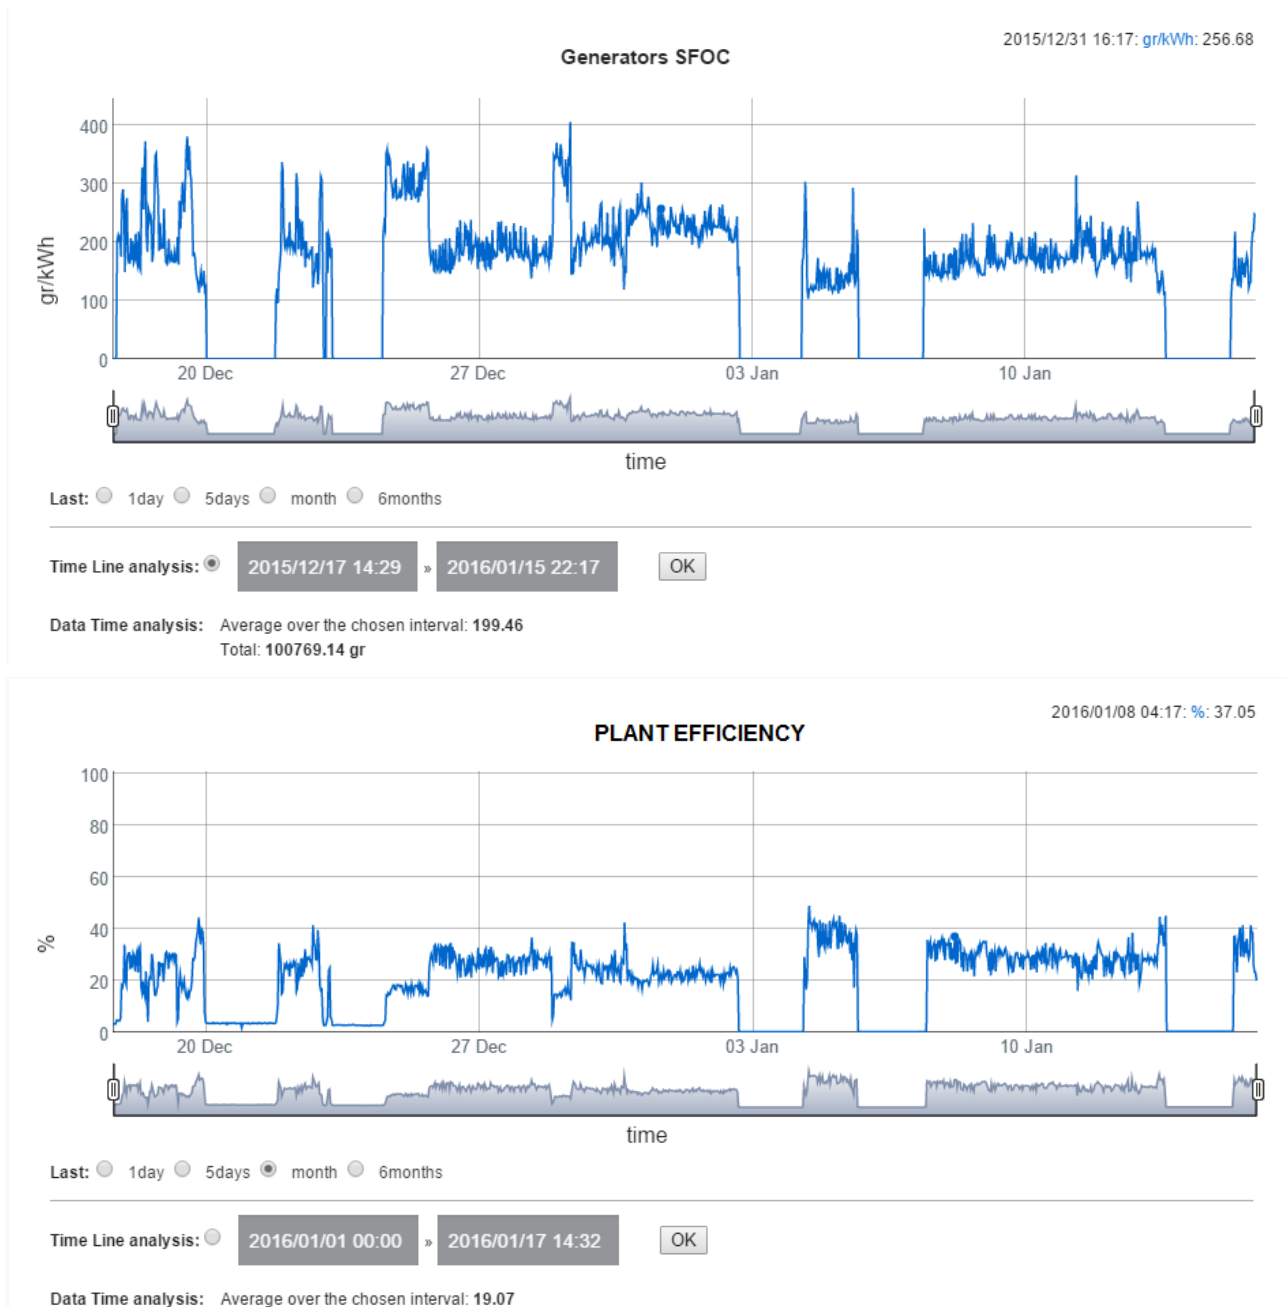 2015/12/31 16:17: gr/kWh: 256.68
Generators SFOC
400
300
200
100
0
gr/kWh
20 Dec 27 Dec 03 Jan 10 Jan
time
Last: 1day 5days month 6months
Time Line analysis: 2015/12/17 14:29 » 2016/01/15 22:17 OK
Data Time analysis: Average over the chosen interval: 199.46
Total: 100769.14 gr
2016/01/08 04:17: %: 37.05
PLANT EFFICIENCY
100
80
60
40
20
0
%
20 Dec 27 Dec 03 Jan 10 Jan
time
Last: 1day 5days month 6months
Time Line analysis: 2016/01/01 00:00 » 2016/01/17 14:32 OK
Data Time analysis: Average over the chosen interval: 19.07